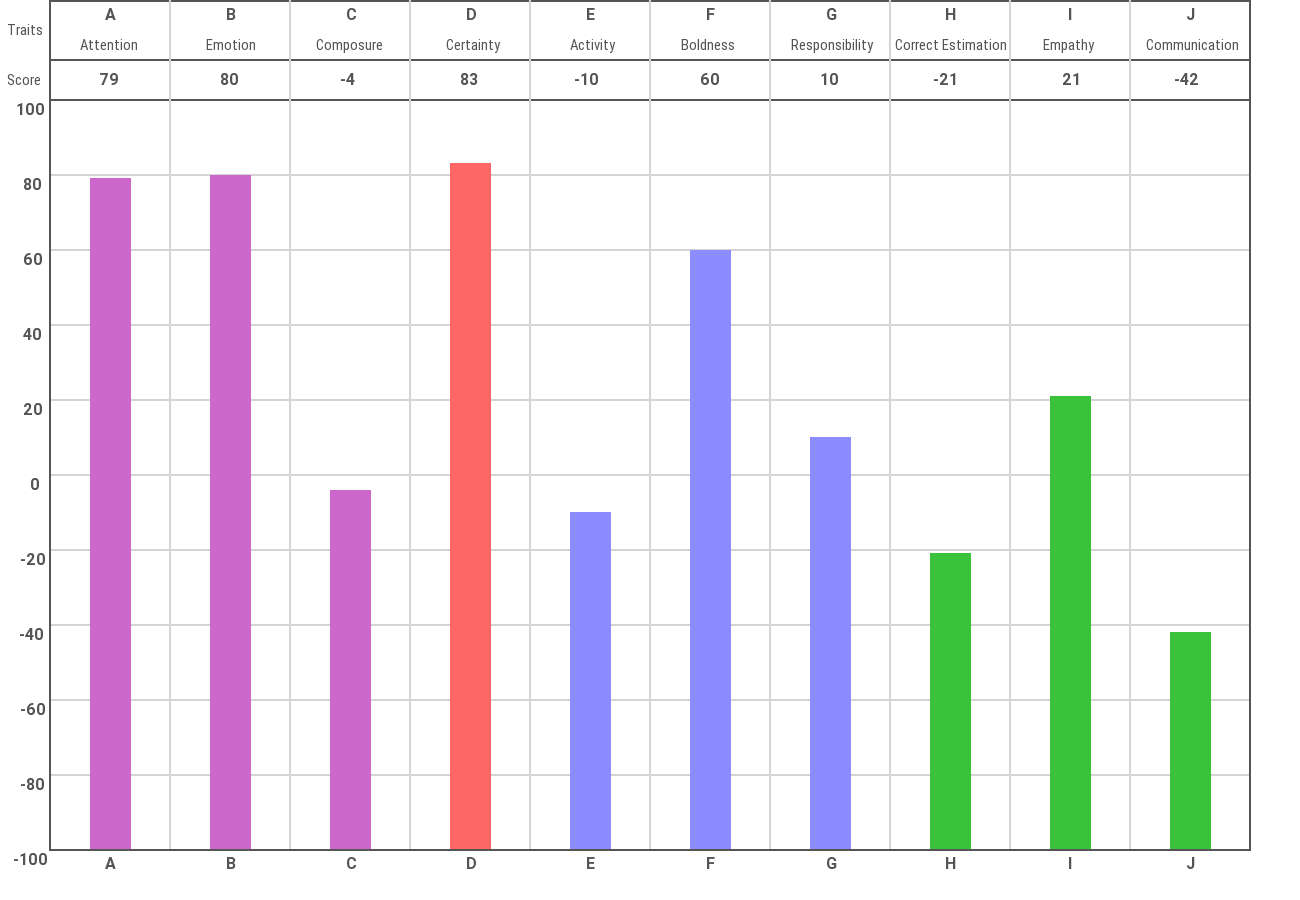 Traits A B C D E F G H I J
Attention Emotion Composure Certainty Activity Boldness Responsibility Correct Estimation Empathy Communication
Score 79 80 -4 83 -10 60 10 -21 21 -42
100
80
60
40
20
0
-20
-40
-60
-80
-100
A B C D E F G H I J